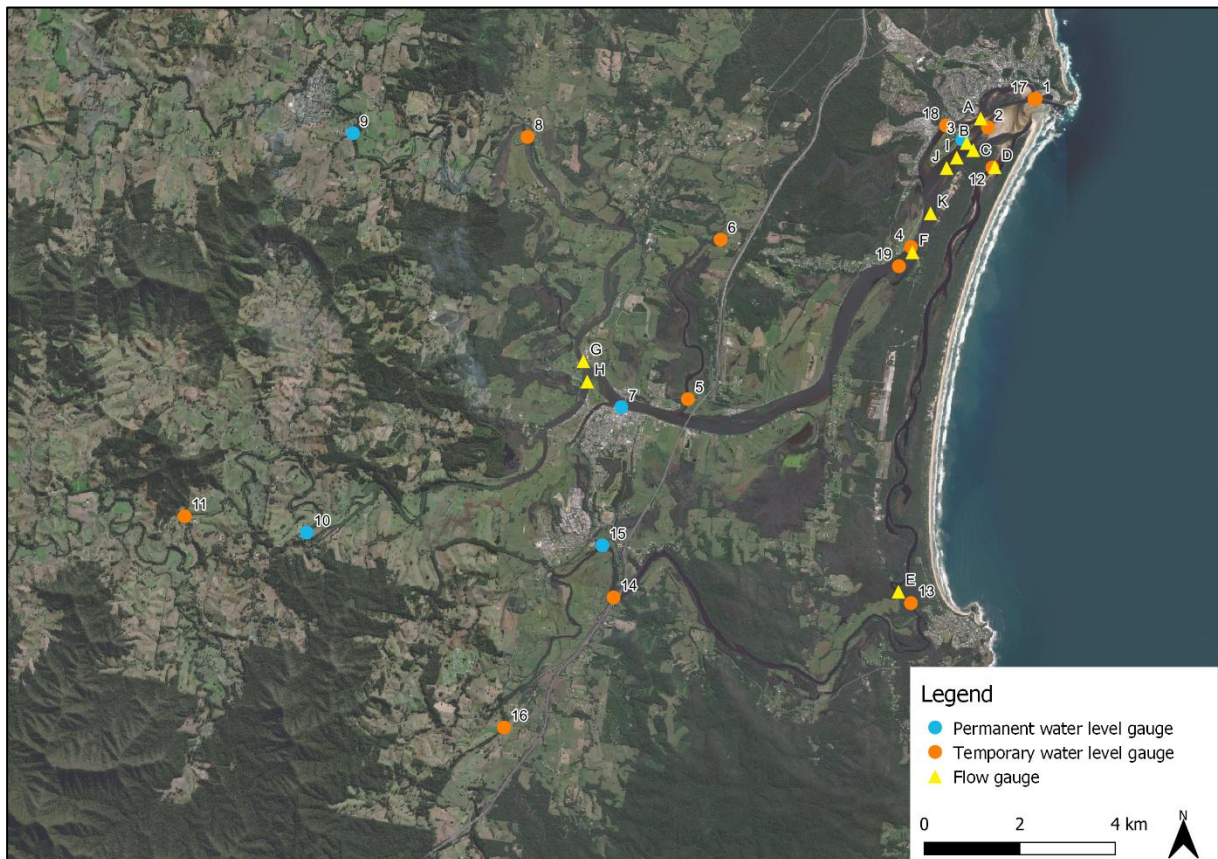 1
17
A
2
18
3
B
9
8
I
C
J
D
12
K
6
4
F
19
G
H
5
7
11
10
15
E
13
14
16
Legend
Permanent water level gauge
Temporary water level gauge
Flow gauge
N
0 2 4 km